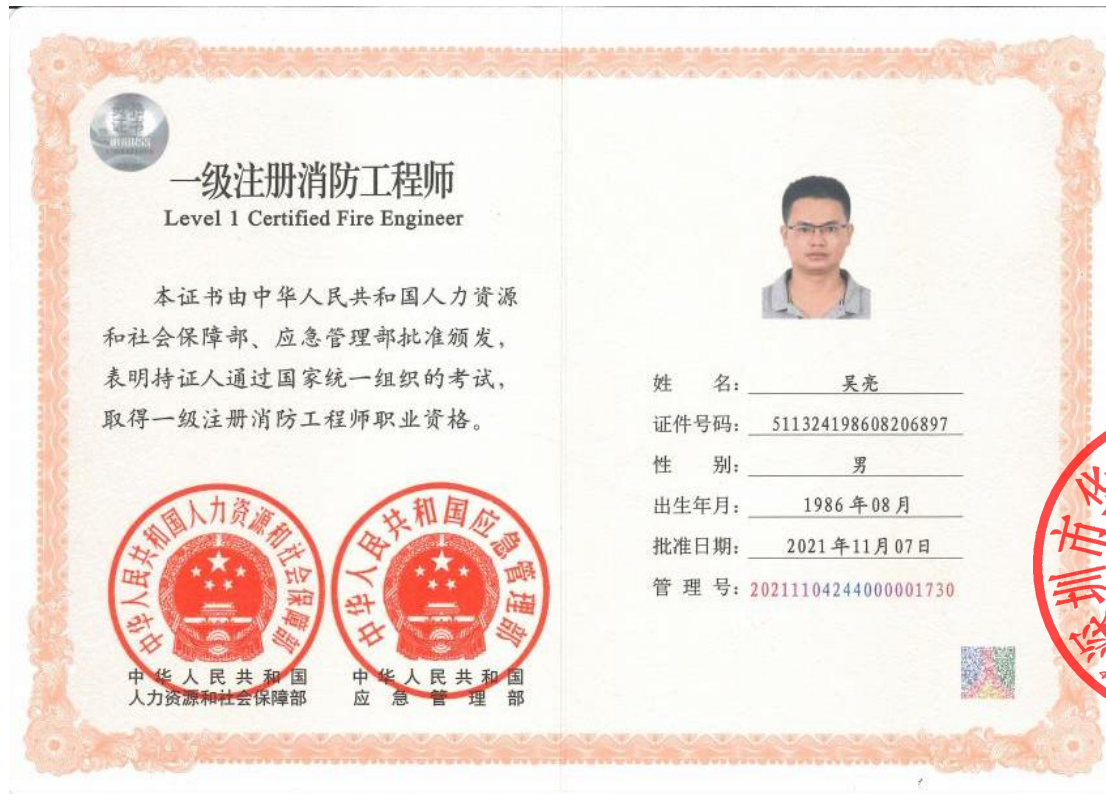 一级注册消防工程师
Level 1 Certified Fire Engineer
本证书由中华人民共和国人力资源
和社会保障部、应急管理部批准颁发，
表明持证人通过国家统一组织的考试，
取得一级注册消防工程师职业资格。
中华人民共和国人力资源和社会保障部
中华人民共和国应急管理部
中华人民共和国
人力资源和社会保障部
中华人民共和国
应急管理部
姓 名：吴亮
证件号码：511324198608206897
性 别：男
出生年月：1986年08月
批准日期：2021年11月07日
管 理 号：20211104244000001730
深圳市华